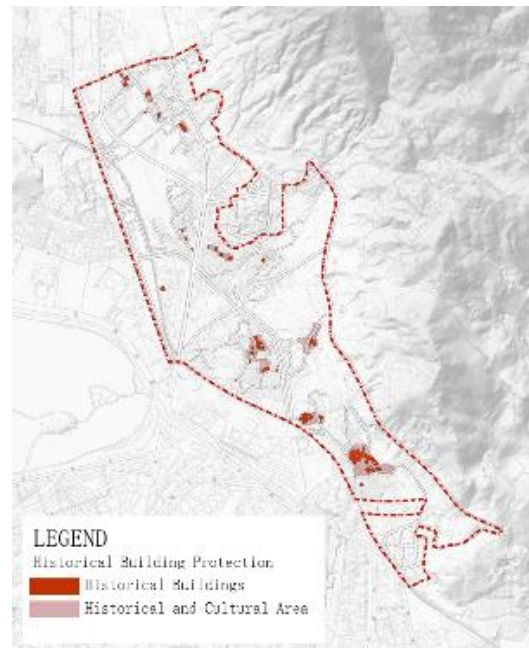 LEGEND
Historical Building Protection
Historical Buildings
Historical and Cultural Area